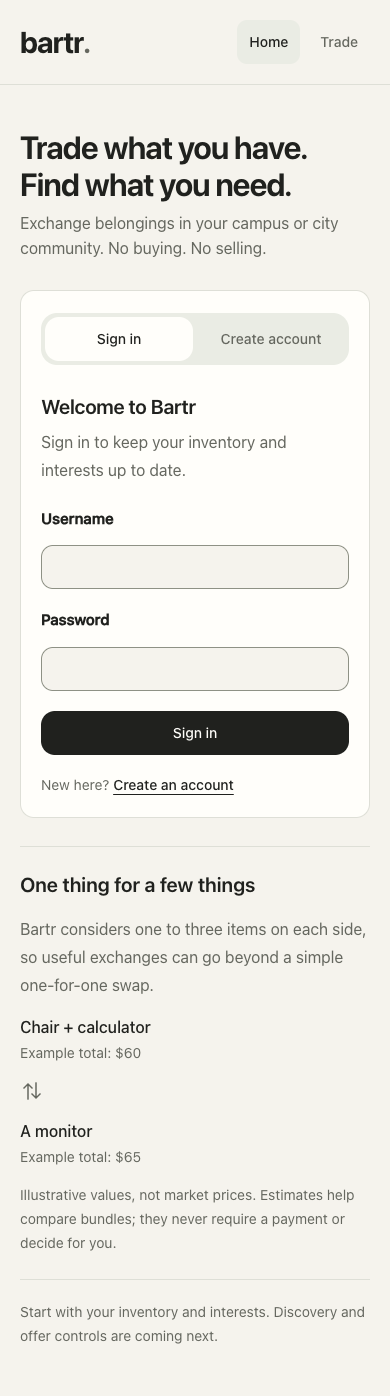 bartr.
Home
Trade
Trade what you have.
Find what you need.
Exchange belongings in your campus or city
community. No buying. No selling.
Sign in
Create account
Welcome to Bartr
Sign in to keep your inventory and
interests up to date.
Username
Password
Sign in
New here? Create an account
One thing for a few things
Bartr considers one to three items on each side,
so useful exchanges can go beyond a simple
one-for-one swap.
Chair + calculator
Example total: $60
A monitor
Example total: $65
Illustrative values, not market prices. Estimates help
compare bundles; they never require a payment or
decide for you.
Start with your inventory and interests. Discovery and
offer controls are coming next.